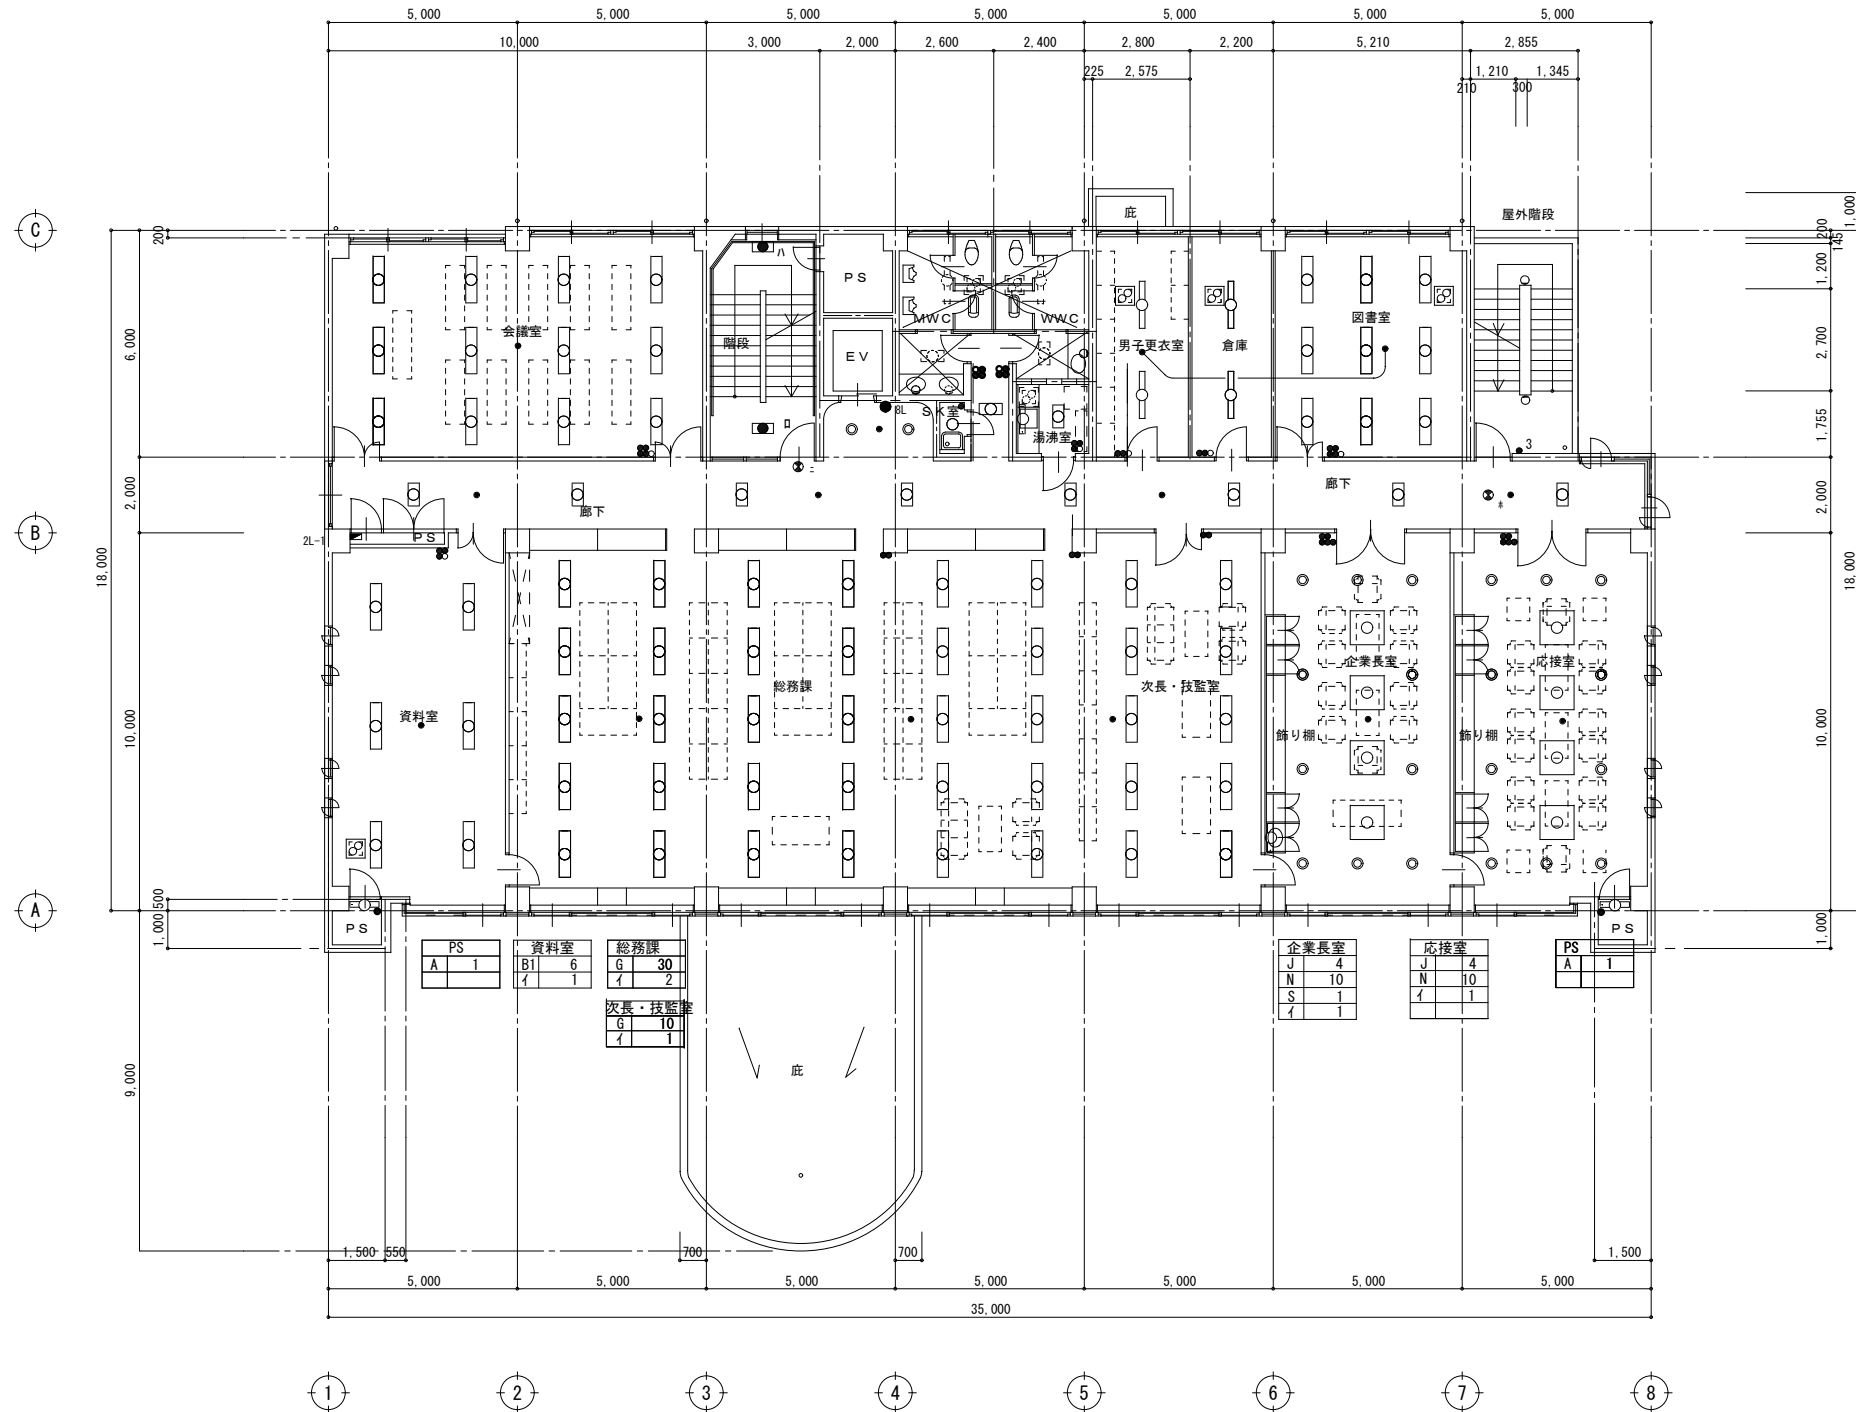 5,000 5,000 5,000 5,000 5,000 5,000 5,000
10,000 3,000 2,000 2,600 2,400 2,800 2,200 5,210 2,855
225 2,575 1,210 1,345
210 300
1,000
庇
屋外階段
C
200
200
145
ハ
PS
1,200
MWC
WWC
会議室
図書室
6,000
階段
EV
男子更衣室
倉庫
2,700
8L
SK室
湯沸室
1,755
3
ニ
2,000
廊下
廊下
2,000
ホ
B
2L-1
PS
18,000
18,000
10,000
資料室
総務課
次長・技監室
企業長室
応接室
飾り棚
飾り棚
10,000
500
A
1,000
PS
PS
1,000
PS
A 1
資料室
B1 6
イ 1
総務課
G 30
イ 2
次長・技監室
G 10
イ 1
企業長室
J 4
N 10
S 1
イ 1
応接室
J 4
N 10
イ 1
PS
A 1
9,000
庇
1,500 550 700 700 1,500
5,000 5,000 5,000 5,000 5,000 5,000 5,000
35,000
1 2 3 4 5 6 7 8